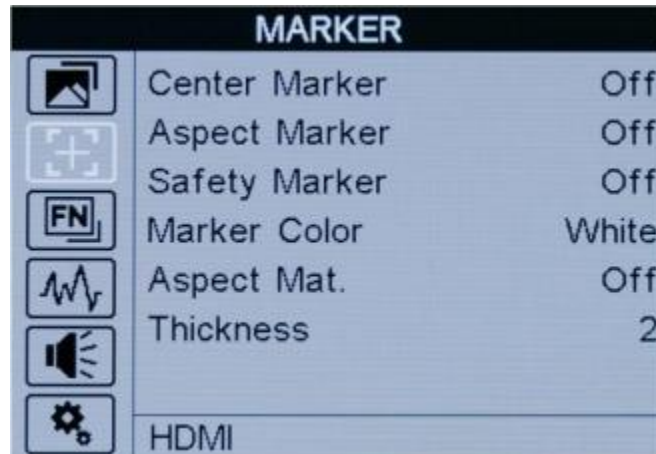 MARKER
Center Marker Off
Aspect Marker Off
Safety Marker Off
FN
Marker Color White
Aspect Mat. Off
Thickness 2
HDMI